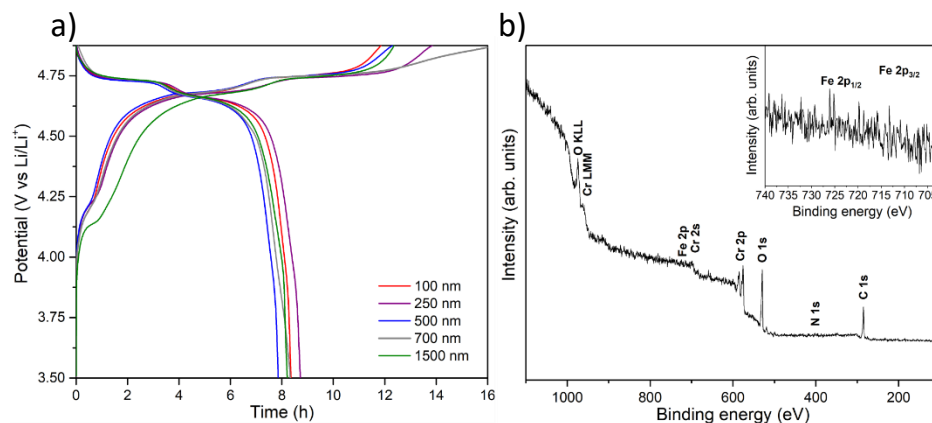 a)
Potential (V vs Li/Li⁺)
4.75
4.50
4.25
4.00
3.75
3.50
100 nm
250 nm
500 nm
700 nm
1500 nm
0 2 4 6 8 10 12 14 16
Time (h)
b)
Intensity (arb. units)
O KLL
Cr LMM
Fe 2p
Cr 2s
Cr 2p
O 1s
N 1s
C 1s
1000 800 600 400 200
Binding energy (eV)
Intensity (arb. units)
Fe 2p₁/₂
Fe 2p₃/₂
740 735 730 725 720 715 710 705
Binding energy (eV)